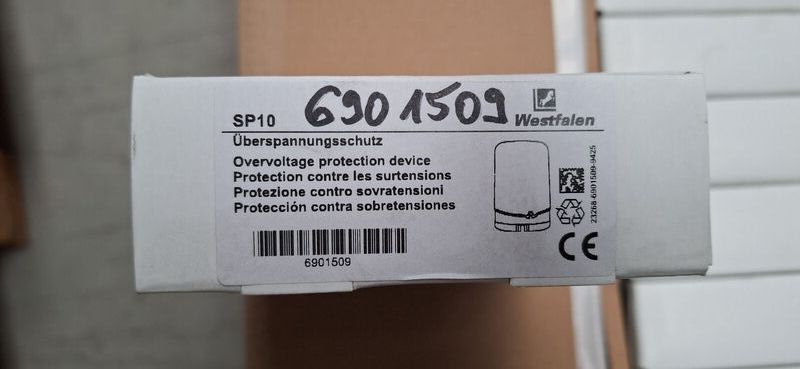 6901509
SP10
Westfalen
Überspannungsschutz
Overvoltage protection device
Protection contre les surtensions
Protezione contro sovratensioni
Protección contra sobretensiones
6901509
23268-6901509-9425
CE